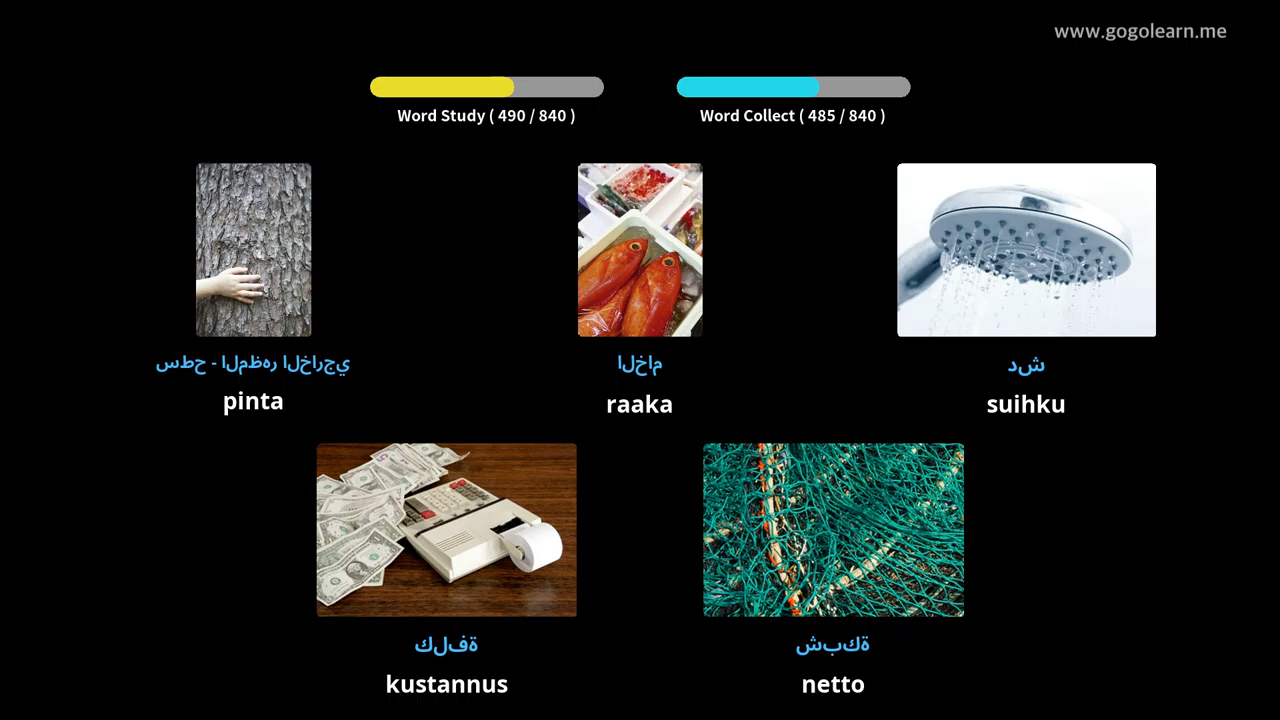 www.gogolearn.me
Word Study ( 490 / 840 )
Word Collect ( 485 / 840 )
سطح - المظهر الخارجي
pinta
الخام
raaka
دش
suihku
كلفة
kustannus
شبكة
netto